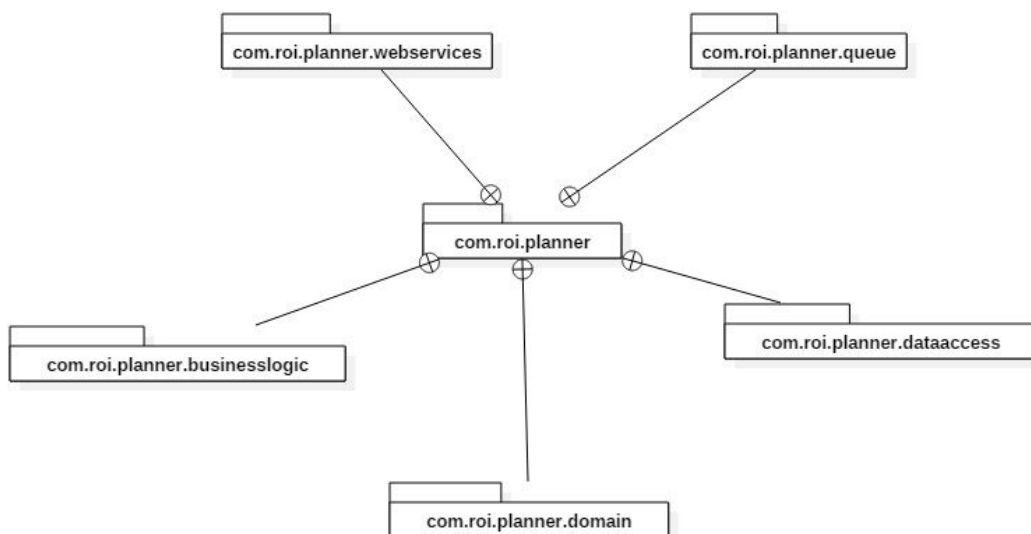 com.roi.planner.webservices
com.roi.planner.queue
com.roi.planner
com.roi.planner.businesslogic
com.roi.planner.dataaccess
com.roi.planner.domain